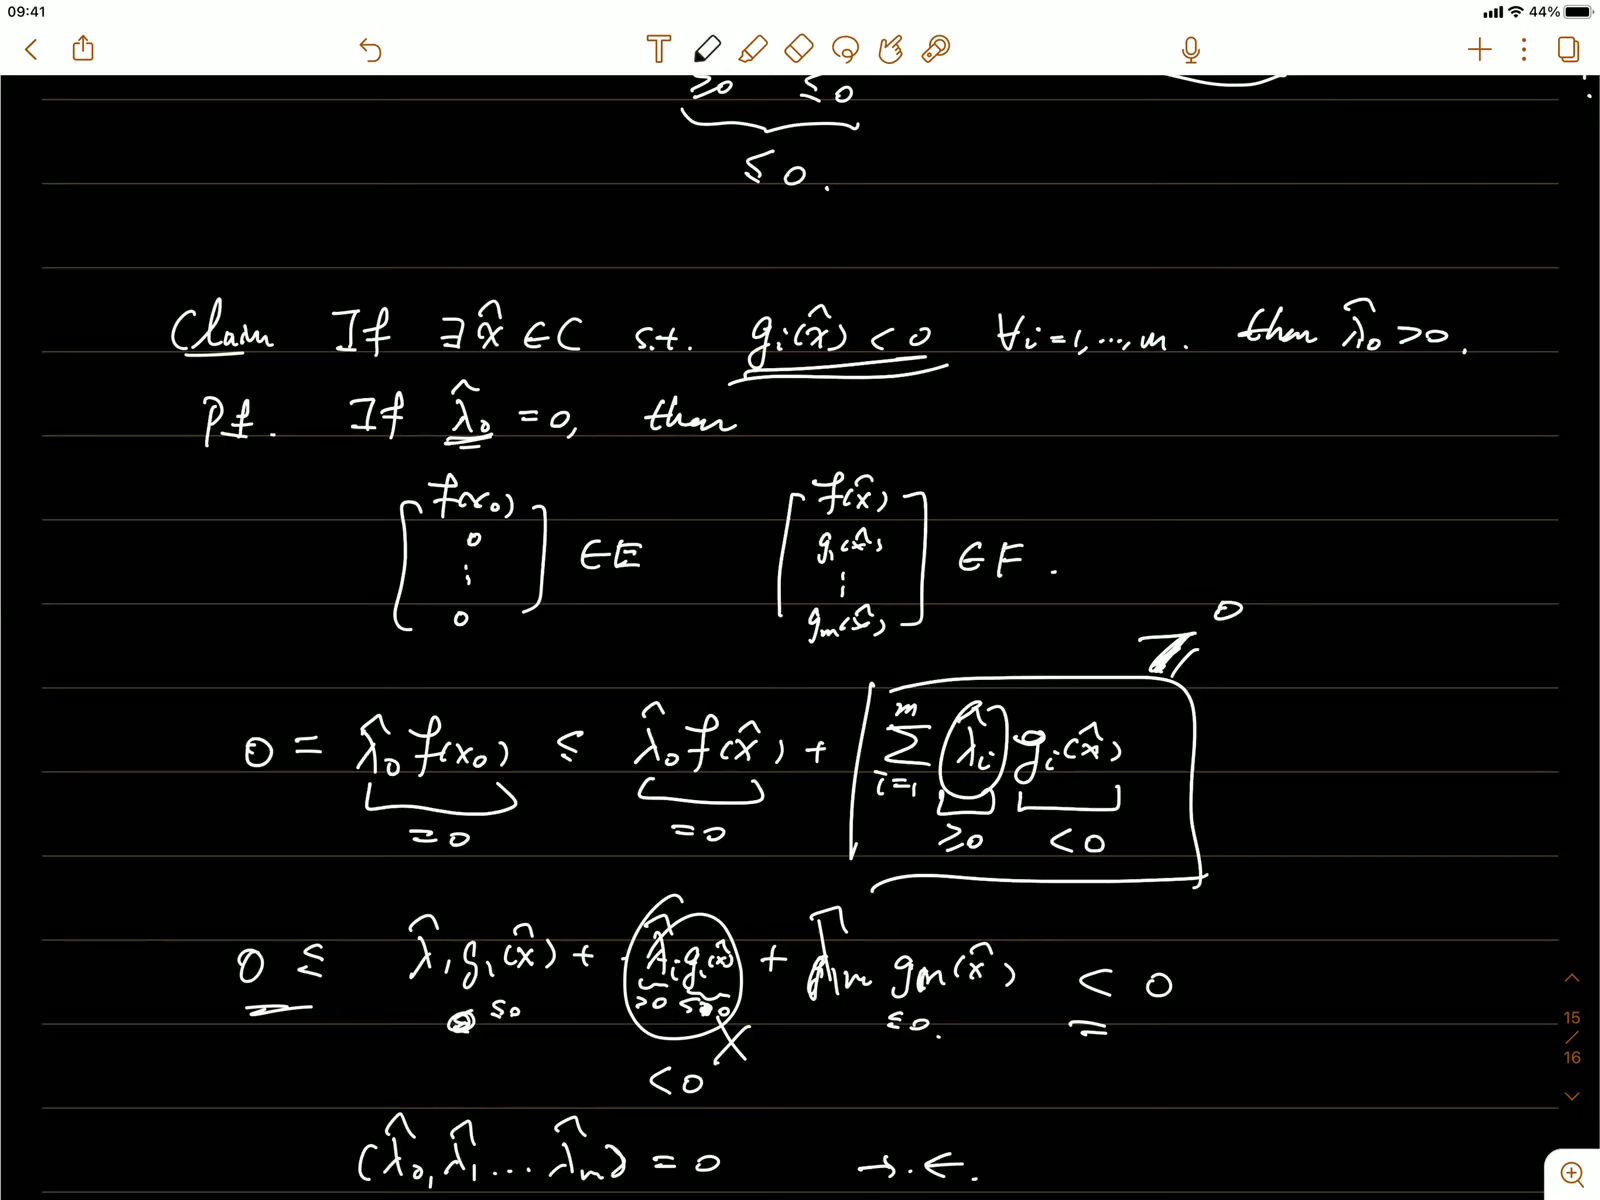 09:41 44%
≥0 ≤0
≤ 0.
Claim If ∃ x̂ ∈ C s.t. gᵢ(x̂) < 0 ∀i=1,...,m. then λ̂₀ >0.
Pf. If λ̂₀ = 0, then
[f(x₀) 0 ⋮ 0] ∈ E [f(x̂) g₁(x̂) ⋮ gₘ(x̂)] ∈ F.
0
0 = λ̂₀ f(x₀) ≤ λ̂₀ f(x̂) + ∑ᵢ₌₁ᵐ λ̂ᵢ gᵢ(x̂)
=0 =0 ≥0 <0
0 ≤ λ̂₁ g₁(x̂) + λ̂ᵢ gᵢ(x̂) + λ̂ₘ gₘ(x̂) < 0
≤0 >0 ≤0.
<0
(λ̂₀, λ̂₁ ... λ̂ₘ) = 0 →.←.
15
/
16